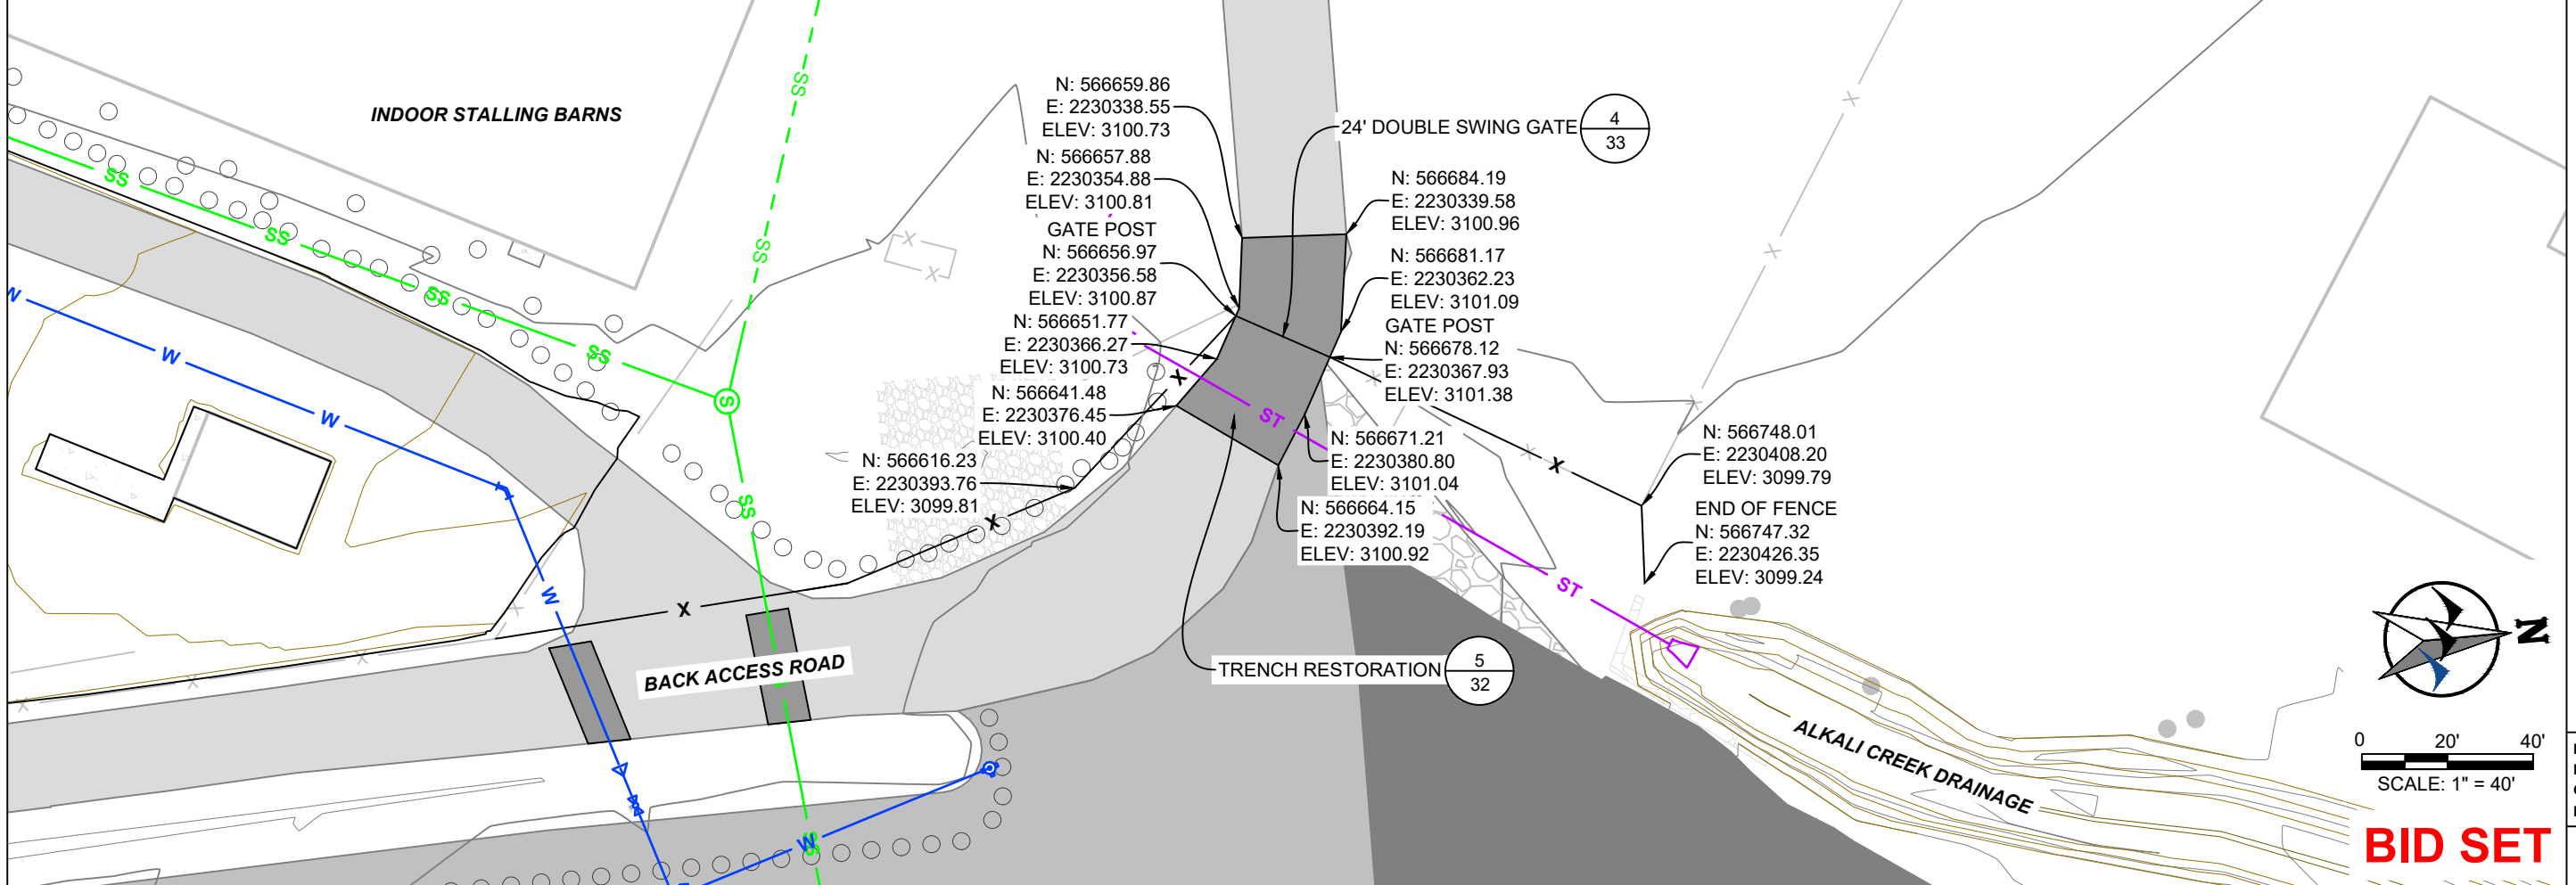 INDOOR STALLING BARNS
N: 566659.86
E: 2230338.55
ELEV: 3100.73
N: 566657.88
E: 2230354.88
ELEV: 3100.81
GATE POST
N: 566656.97
E: 2230356.58
ELEV: 3100.87
N: 566651.77
E: 2230366.27
ELEV: 3100.73
N: 566641.48
E: 2230376.45
ELEV: 3100.40
N: 566616.23
E: 2230393.76
ELEV: 3099.81
24' DOUBLE SWING GATE
4
33
N: 566684.19
E: 2230339.58
ELEV: 3100.96
N: 566681.17
E: 2230362.23
ELEV: 3101.09
GATE POST
N: 566678.12
E: 2230367.93
ELEV: 3101.38
N: 566671.21
E: 2230380.80
ELEV: 3101.04
N: 566664.15
E: 2230392.19
ELEV: 3100.92
N: 566748.01
E: 2230408.20
ELEV: 3099.79
END OF FENCE
N: 566747.32
E: 2230426.35
ELEV: 3099.24
TRENCH RESTORATION
5
32
BACK ACCESS ROAD
ALKALI CREEK DRAINAGE
SS
SS
SS
SS
SS
SS
SS
SS
S
W
W
W
W
W
ST
ST
X
X
X
X
N
0 20' 40'
SCALE: 1" = 40'
BID SET